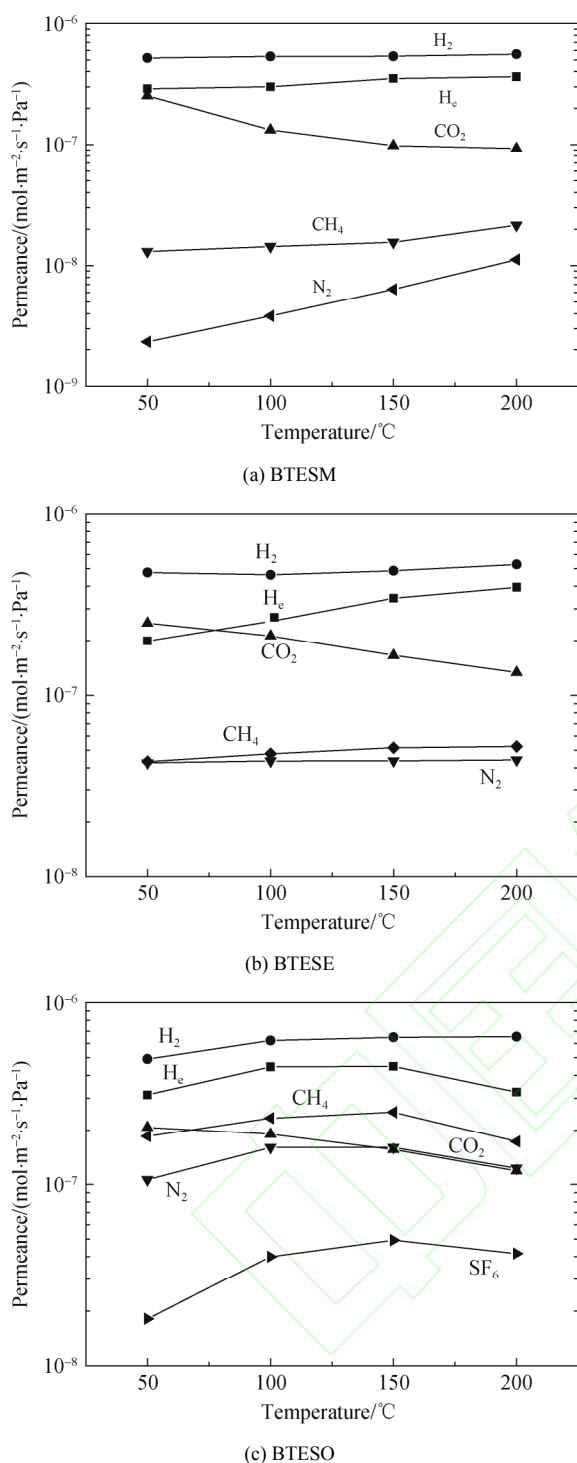 10⁻⁶
10⁻⁷
10⁻⁸
10⁻⁹
Permeance/(mol·m⁻²·s⁻¹·Pa⁻¹)
H₂
Hₑ
CO₂
CH₄
N₂
50 100 150 200
Temperature/℃
(a) BTESM
10⁻⁶
10⁻⁷
10⁻⁸
Permeance/(mol·m⁻²·s⁻¹·Pa⁻¹)
H₂
Hₑ
CO₂
CH₄
N₂
50 100 150 200
Temperature/℃
(b) BTESE
10⁻⁶
10⁻⁷
10⁻⁸
Permeance/(mol·m⁻²·s⁻¹·Pa⁻¹)
H₂
Hₑ
CH₄
CO₂
N₂
SF₆
50 100 150 200
Temperature/℃
(c) BTESO